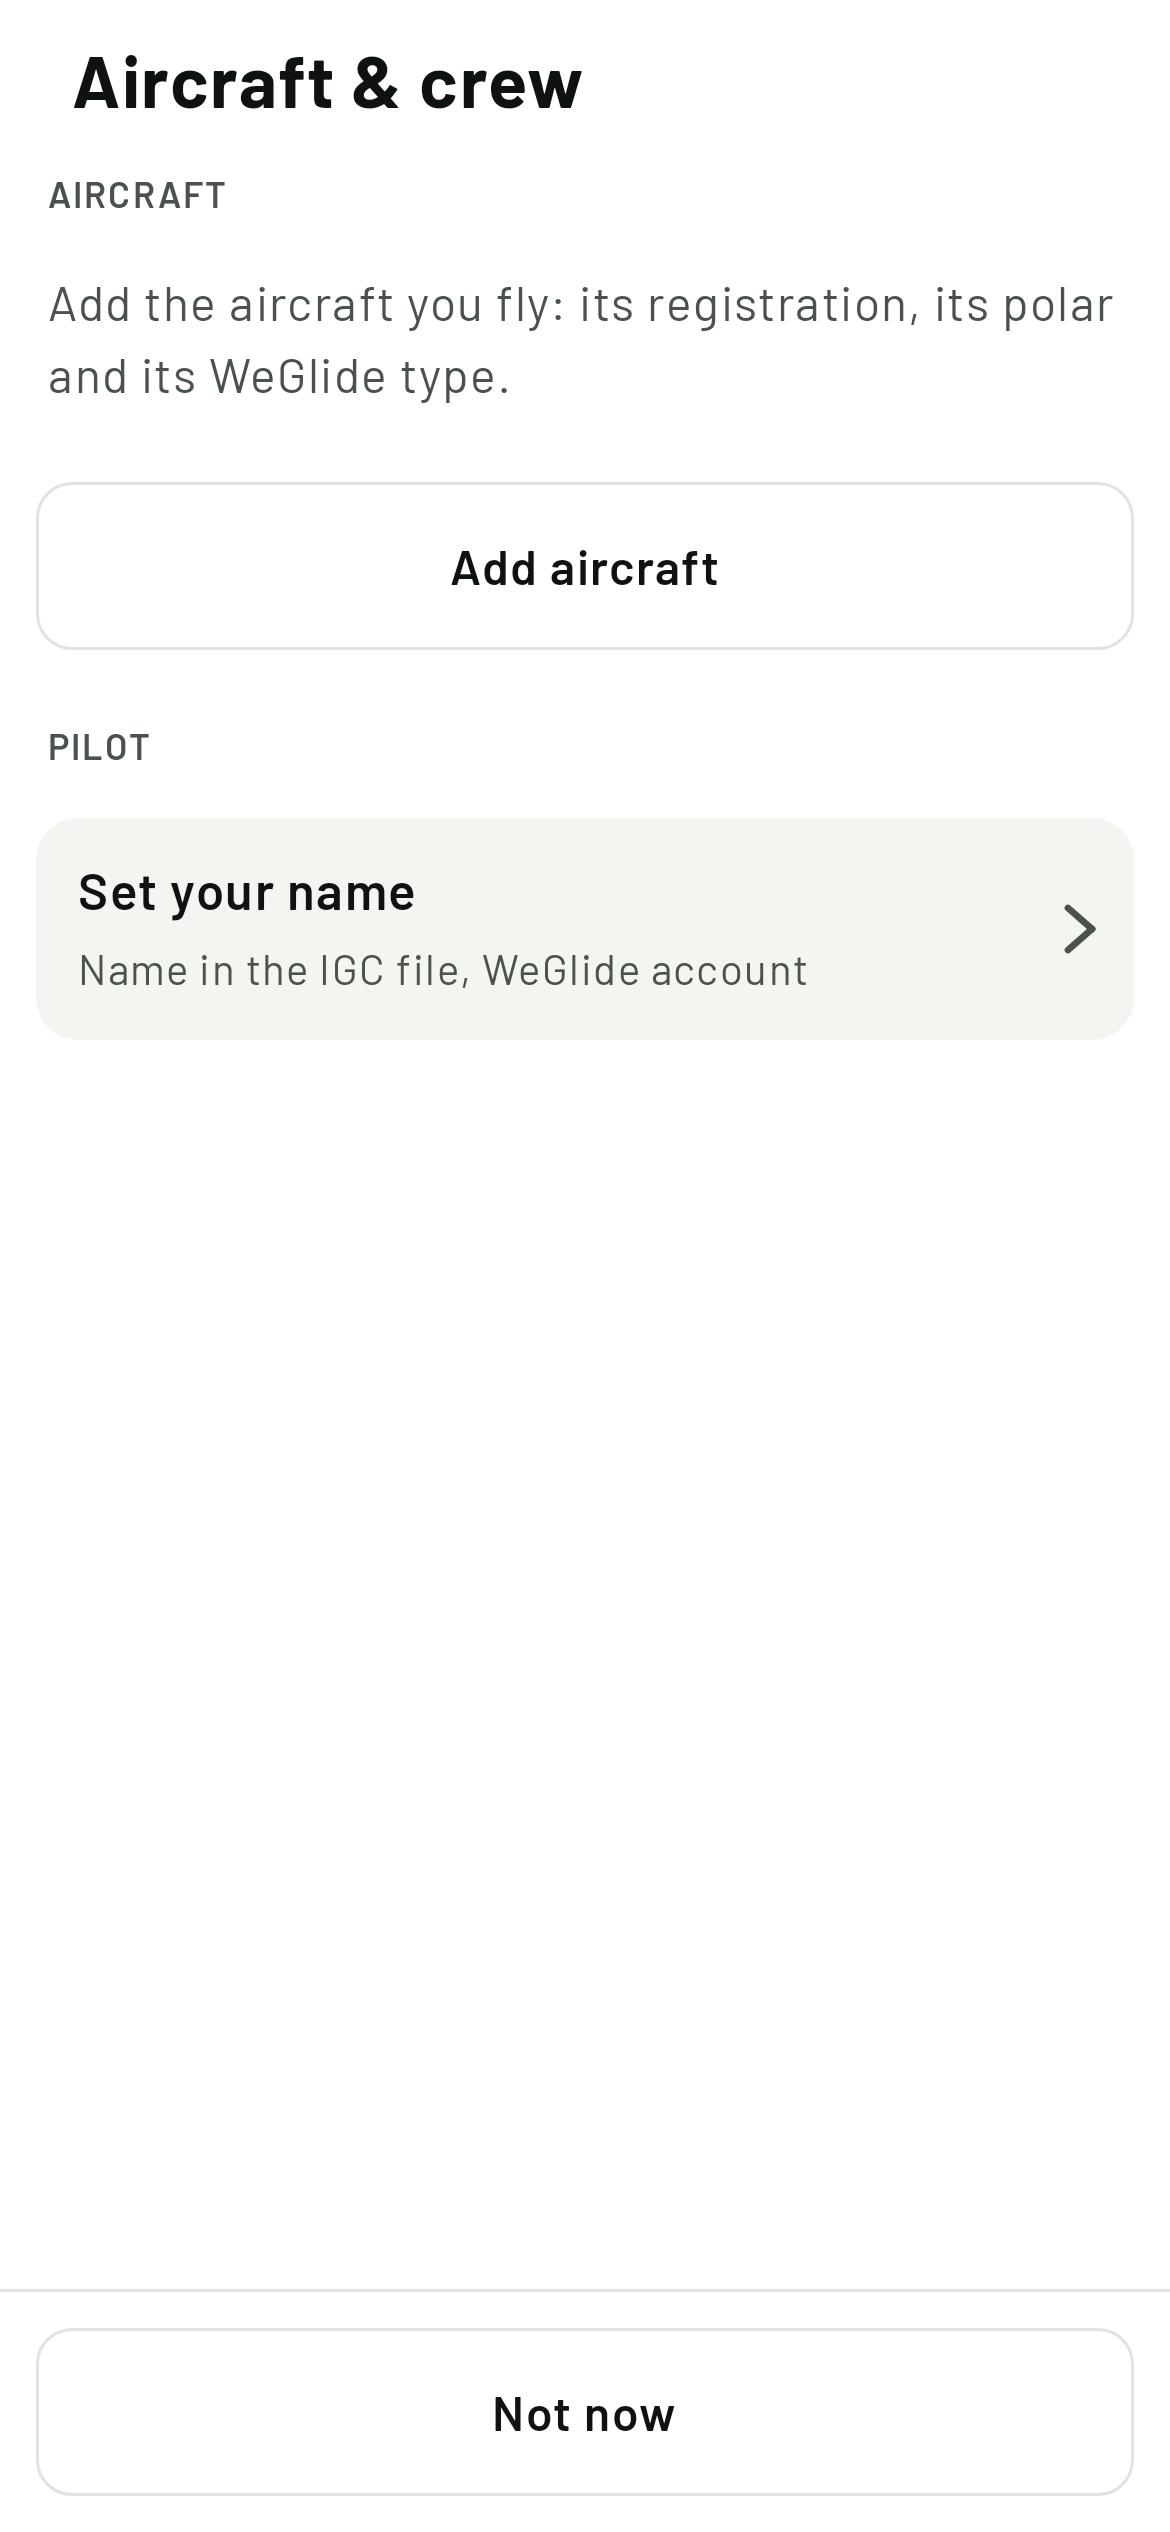 Aircraft & crew
AIRCRAFT
Add the aircraft you fly: its registration, its polar
and its WeGlide type.
Add aircraft
PILOT
Set your name
Name in the IGC file, WeGlide account
Not now